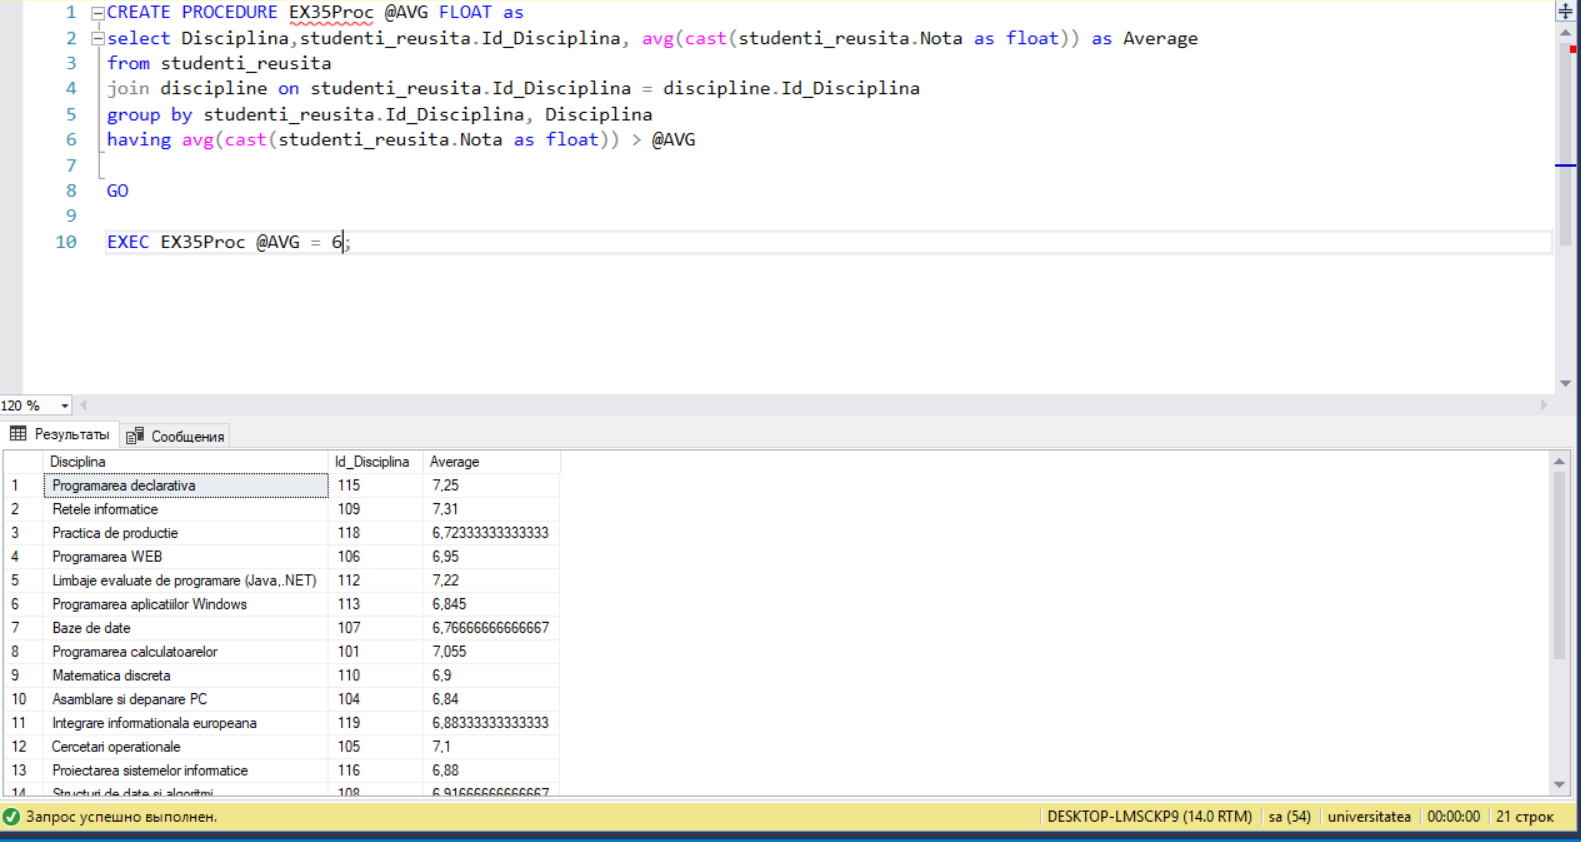 1 CREATE PROCEDURE EX35Proc @AVG FLOAT as
2 select Disciplina,studenti_reusita.Id_Disciplina, avg(cast(studenti_reusita.Nota as float)) as Average
3 from studenti_reusita
4 join discipline on studenti_reusita.Id_Disciplina = discipline.Id_Disciplina
5 group by studenti_reusita.Id_Disciplina, Disciplina
6 having avg(cast(studenti_reusita.Nota as float)) > @AVG
7
8 GO
9
10 EXEC EX35Proc @AVG = 6;
120 %
Результаты Сообщения
Disciplina Id_Disciplina Average
1 Programarea declarativa 115 7,25
2 Retele informatice 109 7,31
3 Practica de productie 118 6,72333333333333
4 Programarea WEB 106 6,95
5 Limbaje evaluate de programare (Java,.NET) 112 7,22
6 Programarea aplicatiilor Windows 113 6,845
7 Baze de date 107 6,76666666666667
8 Programarea calculatoarelor 101 7,055
9 Matematica discreta 110 6,9
10 Asamblare si depanare PC 104 6,84
11 Integrare informationala europeana 119 6,88333333333333
12 Cercetari operationale 105 7,1
13 Proiectarea sistemelor informatice 116 6,88
14 Structuri de date si algoritmi 108 6,91666666666667
Запрос успешно выполнен. DESKTOP-LMSCKP9 (14.0 RTM) sa (54) universitatea 00:00:00 21 строк